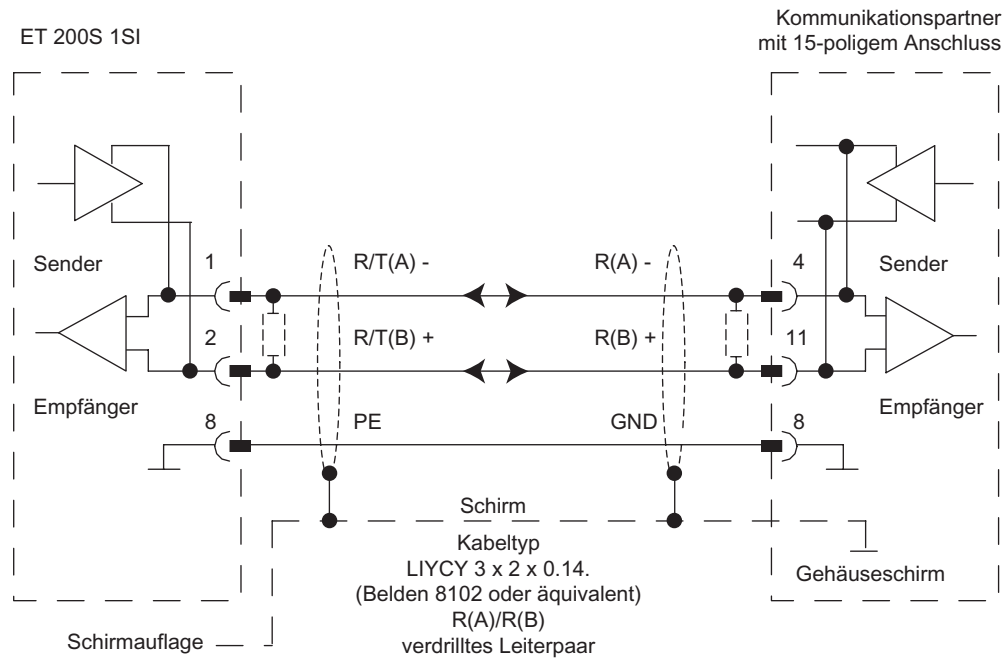 Kommunikationspartner
mit 15-poligem Anschluss
ET 200S 1SI
Sender
1
R/T(A) -
R(A) -
4
Sender
2
R/T(B) +
R(B) +
11
Empfänger
8
PE
GND
8
Empfänger
Schirm
Kabeltyp
LIYCY 3 x 2 x 0.14.
(Belden 8102 oder äquivalent)
R(A)/R(B)
verdrilltes Leiterpaar
Gehäuseschirm
Schirmauflage